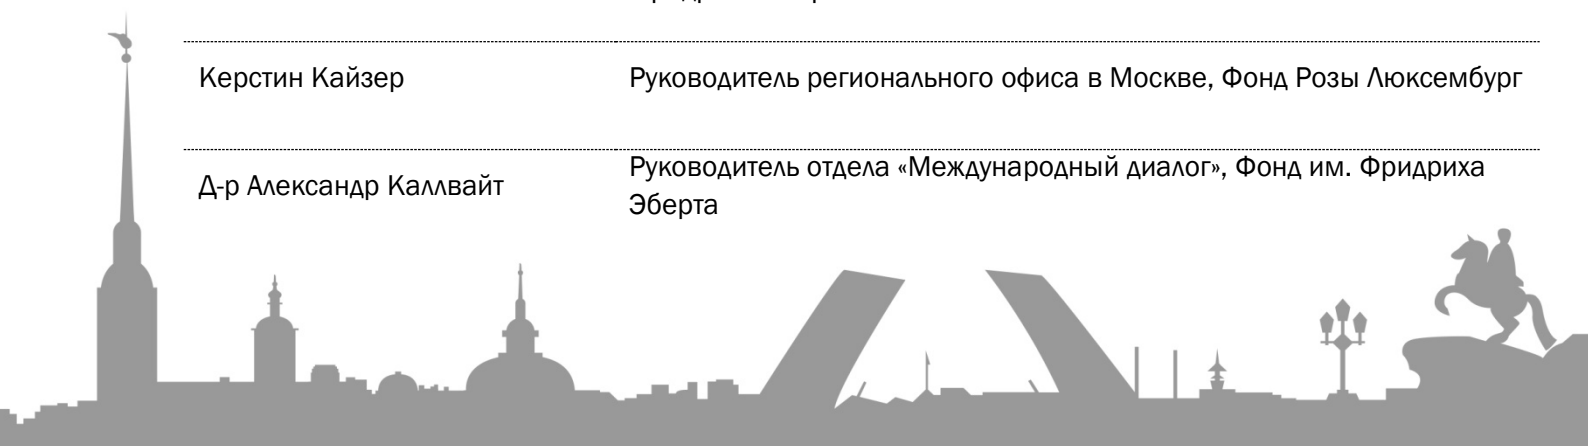 Керстин Кайзер
Руководитель регионального офиса в Москве, Фонд Розы Люксембург
Д-р Александр Каллвайт
Руководитель отдела «Международный диалог», Фонд им. Фридриха
Эберта